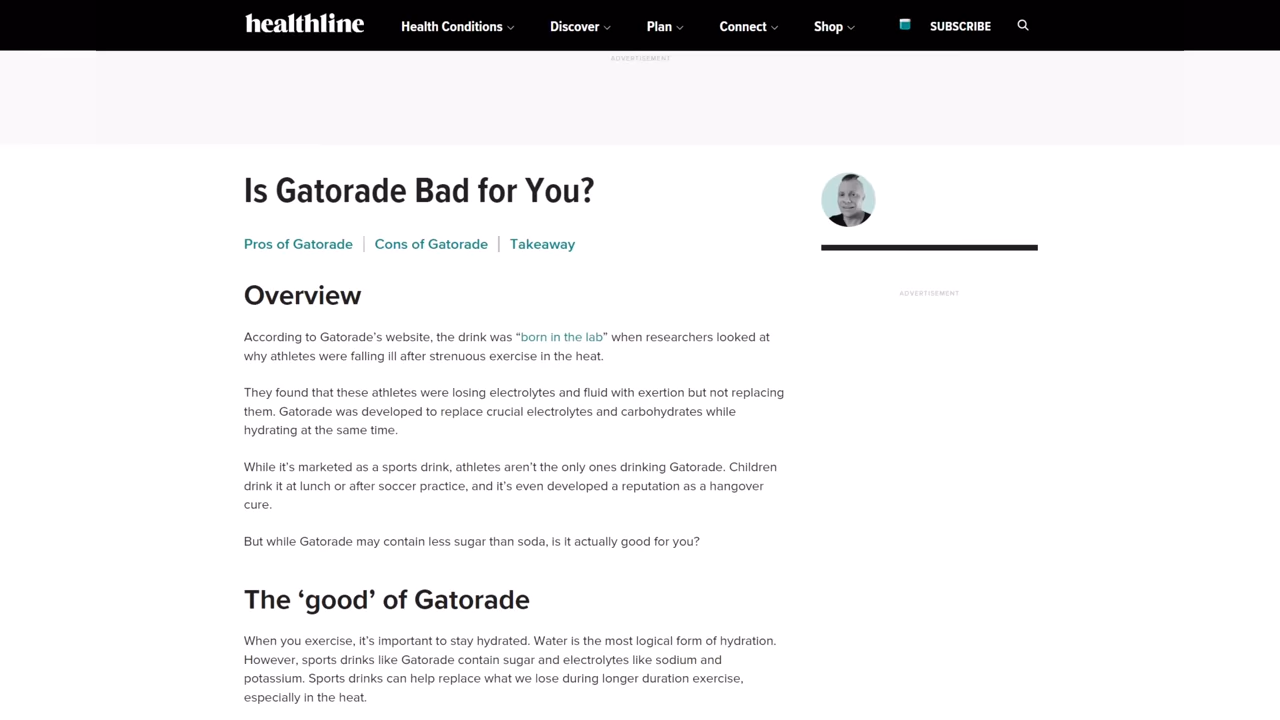 healthline
Health Conditions
Discover
Plan
Connect
Shop
SUBSCRIBE
ADVERTISEMENT
Is Gatorade Bad for You?
Pros of Gatorade
Cons of Gatorade
Takeaway
ADVERTISEMENT
Overview
According to Gatorade’s website, the drink was “born in the lab” when researchers looked at
why athletes were falling ill after strenuous exercise in the heat.
They found that these athletes were losing electrolytes and fluid with exertion but not replacing
them. Gatorade was developed to replace crucial electrolytes and carbohydrates while
hydrating at the same time.
While it’s marketed as a sports drink, athletes aren’t the only ones drinking Gatorade. Children
drink it at lunch or after soccer practice, and it’s even developed a reputation as a hangover
cure.
But while Gatorade may contain less sugar than soda, is it actually good for you?
The ‘good’ of Gatorade
When you exercise, it’s important to stay hydrated. Water is the most logical form of hydration.
However, sports drinks like Gatorade contain sugar and electrolytes like sodium and
potassium. Sports drinks can help replace what we lose during longer duration exercise,
especially in the heat.